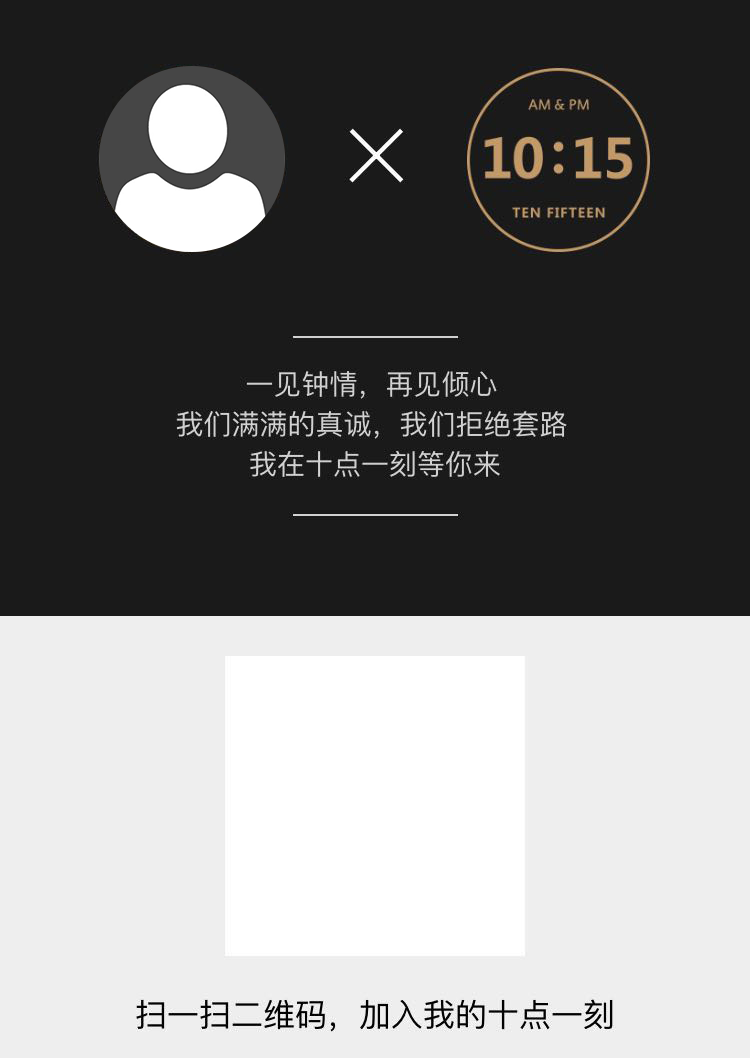 AM & PM
10:15
TEN FIFTEEN
一见钟情，再见倾心
我们满满的真诚，我们拒绝套路
我在十点一刻等你来
扫一扫二维码，加入我的十点一刻